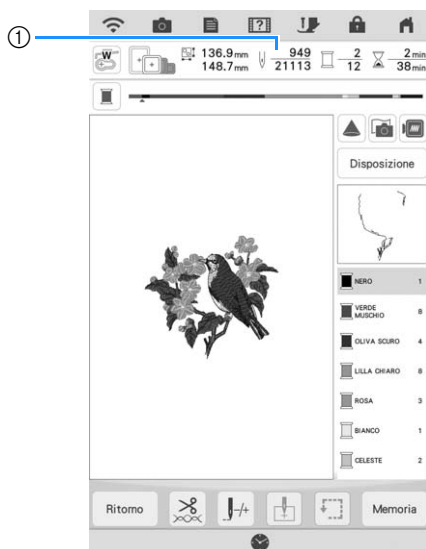 ①
W
136.9mm 949 2 2min
148.7mm 21113 12 38min
Disposizione
NERO 1
VERDE MUSCHIO 8
OLIVA SCURO 4
LILLA CHIARO 8
ROSA 3
BIANCO 1
CELESTE 2
Ritorno -/+ Memoria